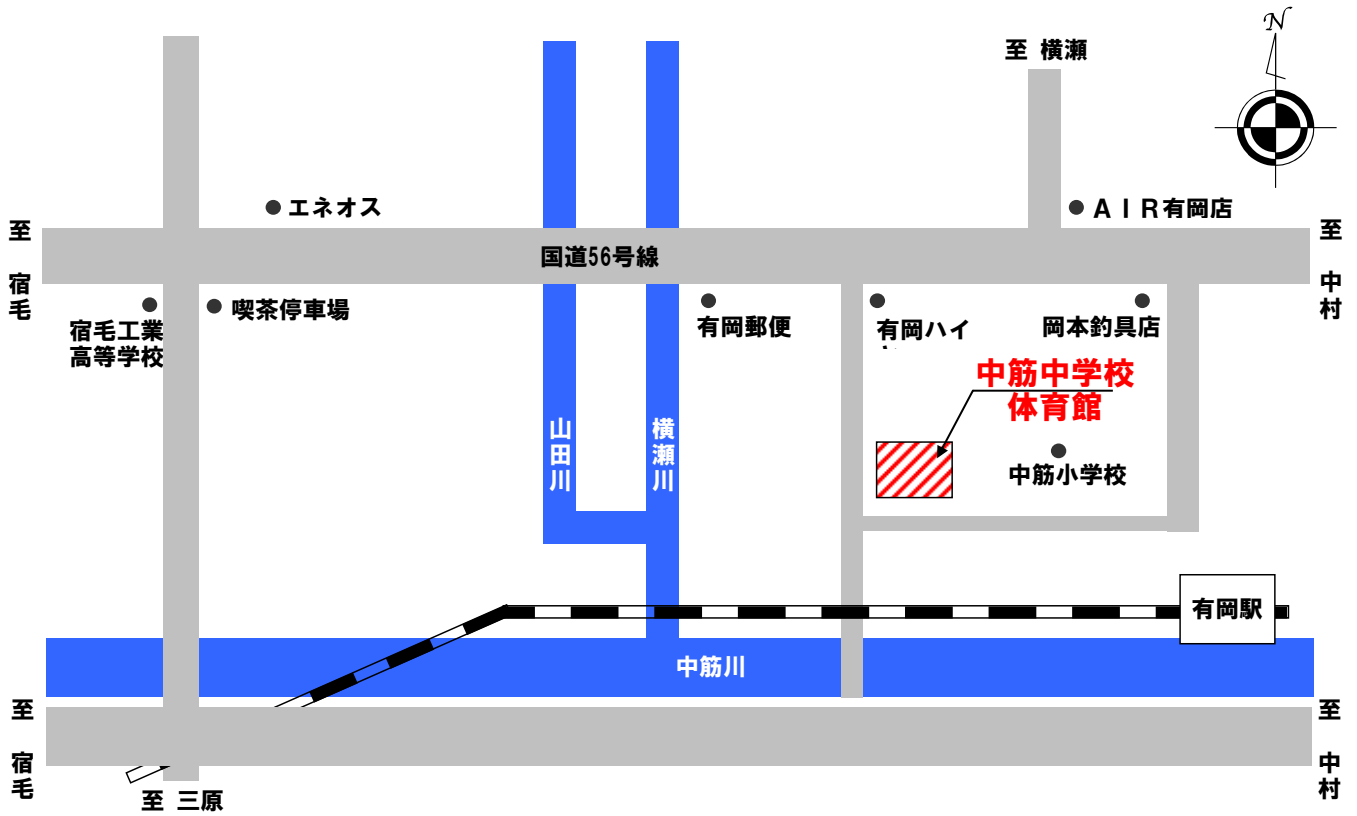 N
至 横瀬
エネオス
AIR有岡店
至 宿毛
国道56号線
至 中村
宿毛工業
高等学校
喫茶停車場
有岡郵便
有岡ハイ
岡本釣具店
中筋中学校
体育館
山田川
横瀬川
中筋小学校
有岡駅
中筋川
至 宿毛
至 中村
至 三原